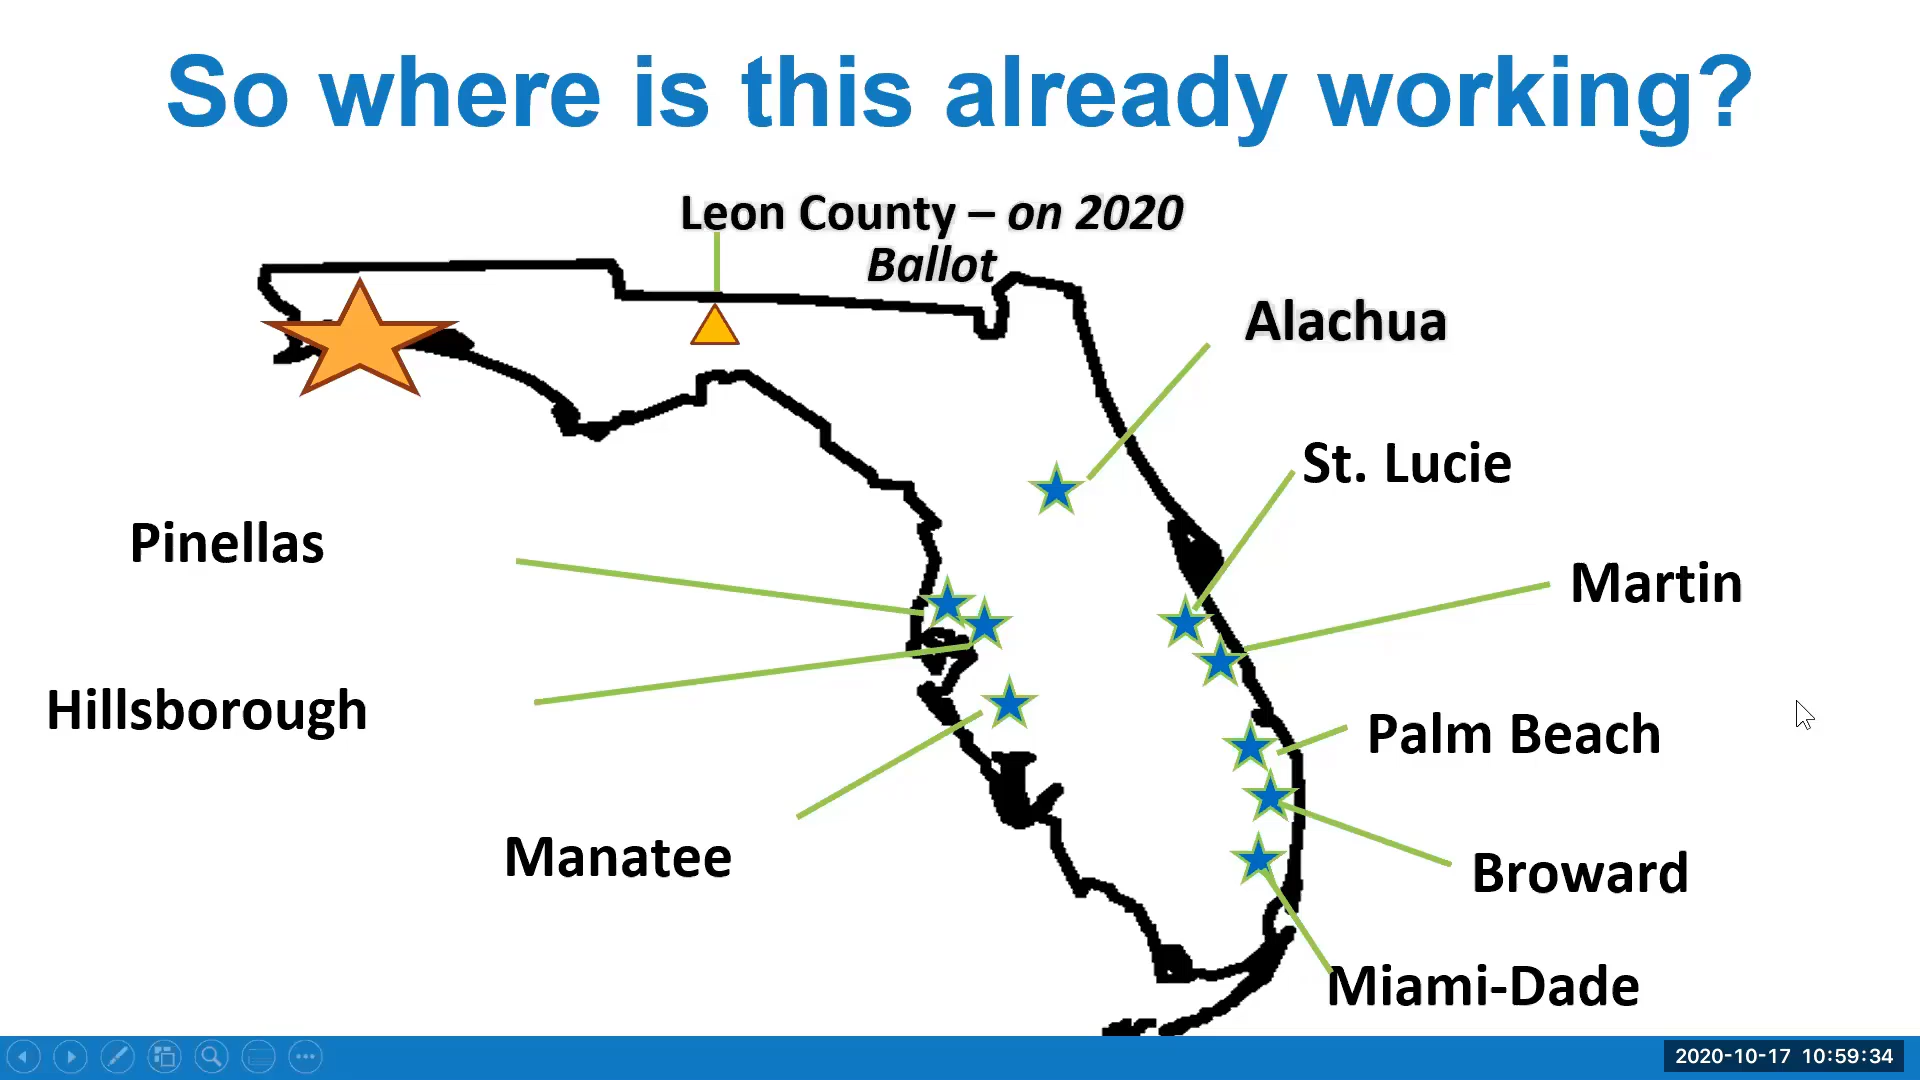 So where is this already working?
Leon County – on 2020
Ballot
Alachua
St. Lucie
Pinellas
Martin
Hillsborough
Palm Beach
Manatee
Broward
Miami-Dade
2020-10-17 10:59:34